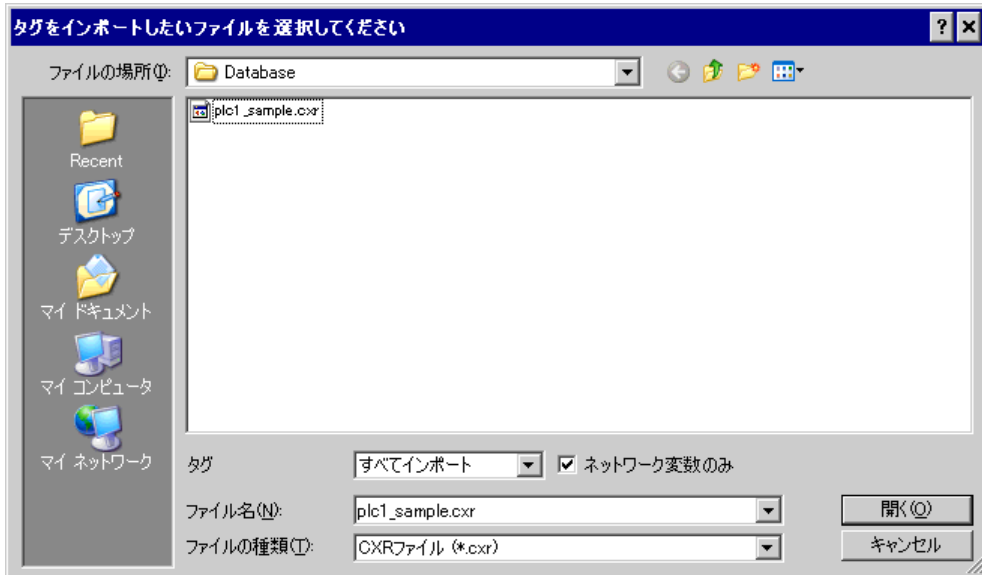 タグをインポートしたいファイルを選択してください
ファイルの場所(I):
Database
plc1_sample.cxr
Recent
デスクトップ
マイ ドキュメント
マイ コンピュータ
マイ ネットワーク
タグ
すべてインポート
ネットワーク変数のみ
ファイル名(N):
plc1_sample.cxr
開く(O)
ファイルの種類(T):
CXRファイル (*.cxr)
キャンセル